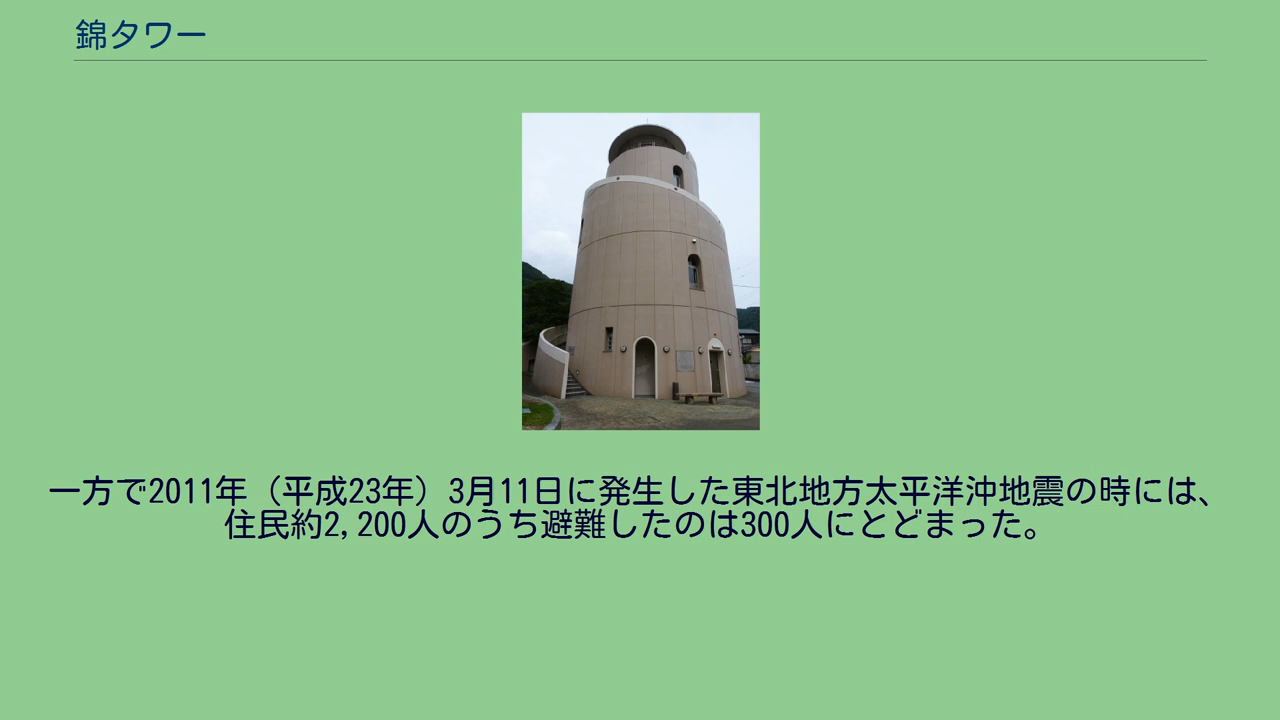 錦タワー
一方で2011年（平成23年）3月11日に発生した東北地方太平洋沖地震の時には、
住民約2,200人のうち避難したのは300人にとどまった。